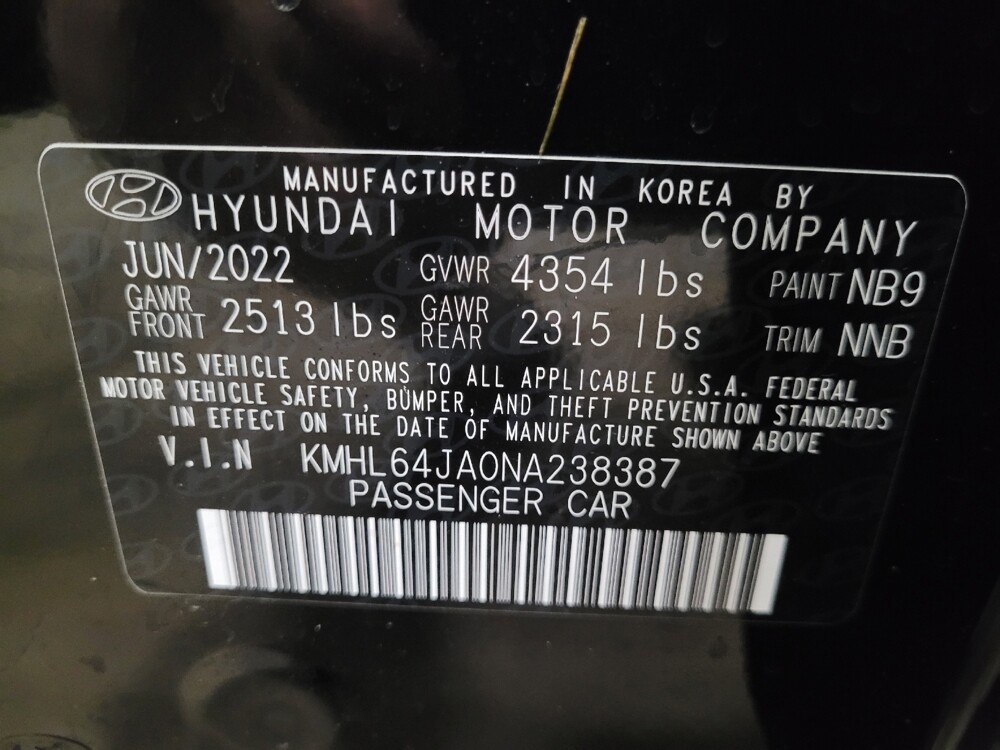 MANUFACTURED IN KOREA BY
HYUNDAI MOTOR COMPANY
JUN/2022 GVWR 4354 lbs PAINT NB9
GAWR FRONT 2513 lbs GAWR REAR 2315 lbs TRIM NNB
THIS VEHICLE CONFORMS TO ALL APPLICABLE U.S.A. FEDERAL
MOTOR VEHICLE SAFETY, BUMPER, AND THEFT PREVENTION STANDARDS
IN EFFECT ON THE DATE OF MANUFACTURE SHOWN ABOVE
V.I.N KMHL64JA0NA238387
PASSENGER CAR